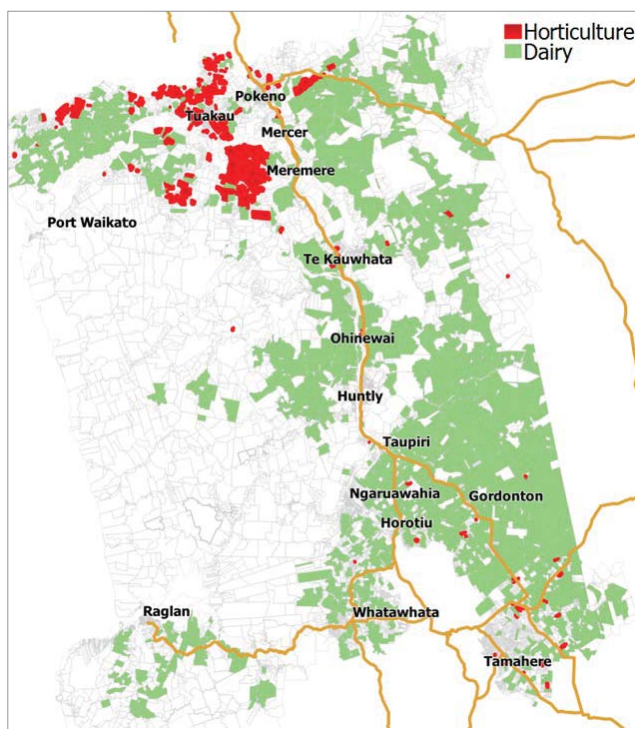 Horticulture
Dairy
Pokeno
Tuakau
Mercer
Meremere
Port Waikato
Te Kauwhata
Ohinewai
Huntly
Taupiri
Ngaruawahia
Gordonton
Horotiu
Raglan
Whatawhata
Tamahere